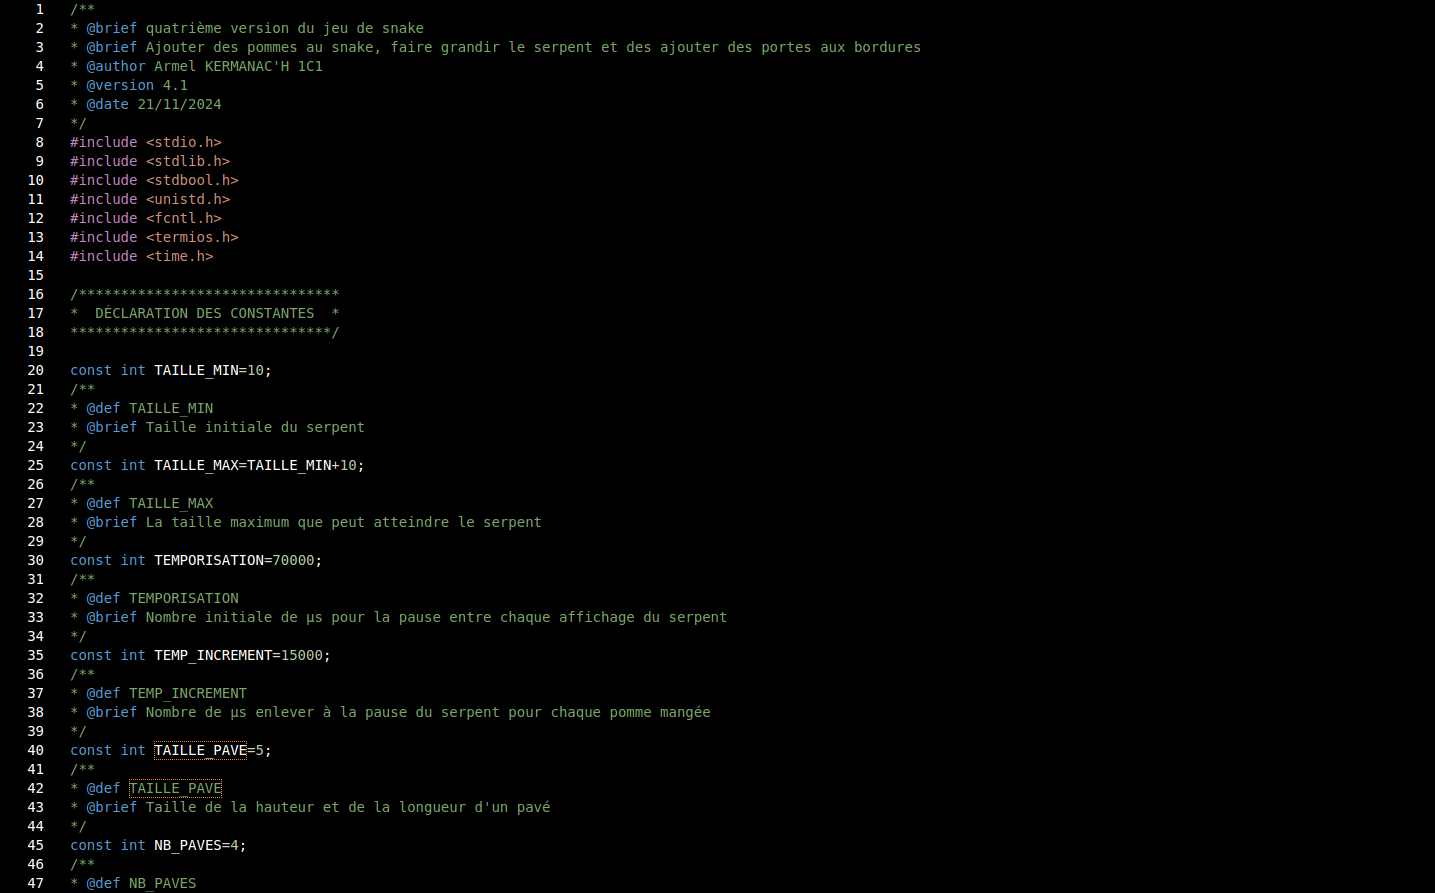 1 /**
2 * @brief quatrième version du jeu de snake
3 * @brief Ajouter des pommes au snake, faire grandir le serpent et des ajouter des portes aux bordures
4 * @author Armel KERMANAC'H 1C1
5 * @version 4.1
6 * @date 21/11/2024
7 */
8 #include <stdio.h>
9 #include <stdlib.h>
10 #include <stdbool.h>
11 #include <unistd.h>
12 #include <fcntl.h>
13 #include <termios.h>
14 #include <time.h>
15
16 /*******************************
17 *  DÉCLARATION DES CONSTANTES  *
18 *******************************/
19
20 const int TAILLE_MIN=10;
21 /**
22 * @def TAILLE_MIN
23 * @brief Taille initiale du serpent
24 */
25 const int TAILLE_MAX=TAILLE_MIN+10;
26 /**
27 * @def TAILLE_MAX
28 * @brief La taille maximum que peut atteindre le serpent
29 */
30 const int TEMPORISATION=70000;
31 /**
32 * @def TEMPORISATION
33 * @brief Nombre initiale de µs pour la pause entre chaque affichage du serpent
34 */
35 const int TEMP_INCREMENT=15000;
36 /**
37 * @def TEMP_INCREMENT
38 * @brief Nombre de µs enlever à la pause du serpent pour chaque pomme mangée
39 */
40 const int TAILLE_PAVE=5;
41 /**
42 * @def TAILLE_PAVE
43 * @brief Taille de la hauteur et de la longueur d'un pavé
44 */
45 const int NB_PAVES=4;
46 /**
47 * @def NB_PAVES